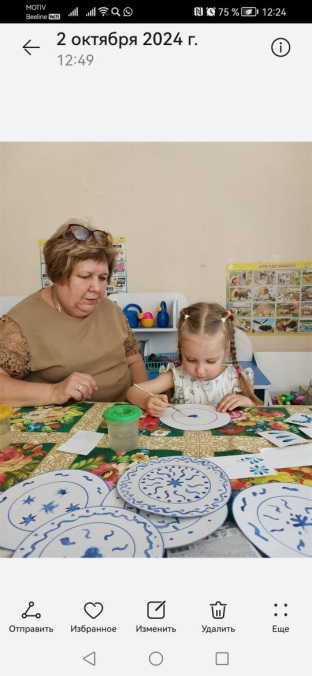 MOTIV
Beeline
75 %
12:24
2 октября 2024 г.
12:49
Отправить
Избранное
Изменить
Удалить
Еще